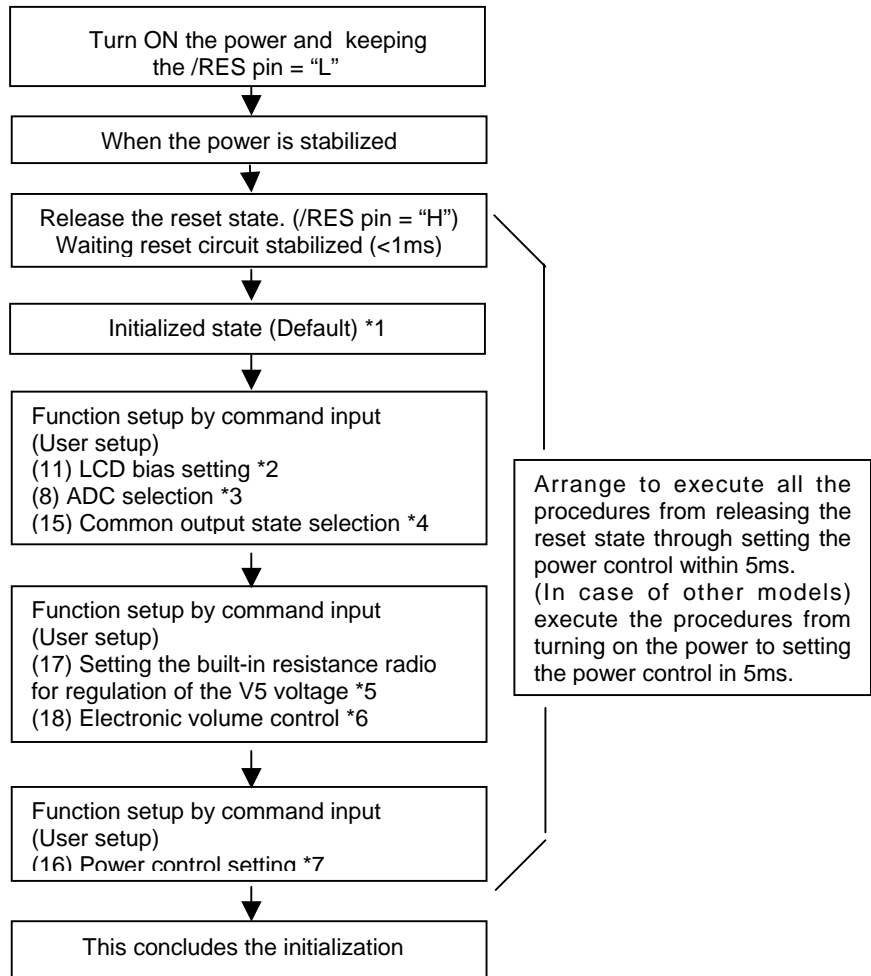 Turn ON the power and keeping
the /RES pin = “L”
When the power is stabilized
Release the reset state. (/RES pin = “H”)
Waiting reset circuit stabilized (<1ms)
Initialized state (Default) *1
Function setup by command input
(User setup)
(11) LCD bias setting *2
(8) ADC selection *3
(15) Common output state selection *4
Function setup by command input
(User setup)
(17) Setting the built-in resistance radio
for regulation of the V5 voltage *5
(18) Electronic volume control *6
Function setup by command input
(User setup)
(16) Power control setting *7
This concludes the initialization
Arrange to execute all the
procedures from releasing the
reset state through setting the
power control within 5ms.
(In case of other models)
execute the procedures from
turning on the power to setting
the power control in 5ms.